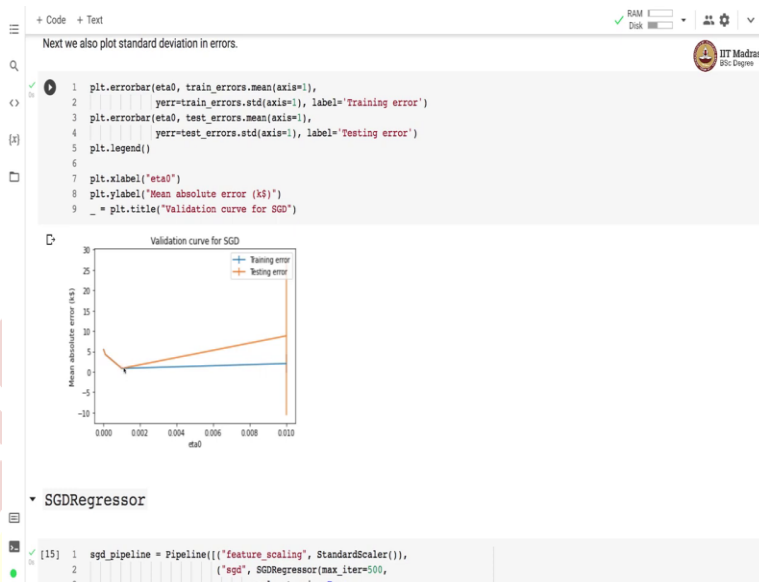 + Code + Text
RAM
Disk
Next we also plot standard deviation in errors.
IIT Madras
BSc Degree
1 plt.errorbar(eta0, train_errors.mean(axis=1),
2 yerr=train_errors.std(axis=1), label='Training error')
3 plt.errorbar(eta0, test_errors.mean(axis=1),
4 yerr=test_errors.std(axis=1), label='Testing error')
5 plt.legend()
6
7 plt.xlabel("eta0")
8 plt.ylabel("Mean absolute error (k$)")
9 _ = plt.title("Validation curve for SGD")
Validation curve for SGD
Training error
Testing error
Mean absolute error (k$)
30
25
20
15
10
5
0
−5
−10
0.000 0.002 0.004 0.006 0.008 0.010
eta0
SGDRegressor
[15] 1 sgd_pipeline = Pipeline([("feature_scaling", StandardScaler()),
2 ("sgd", SGDRegressor(max_iter=500,